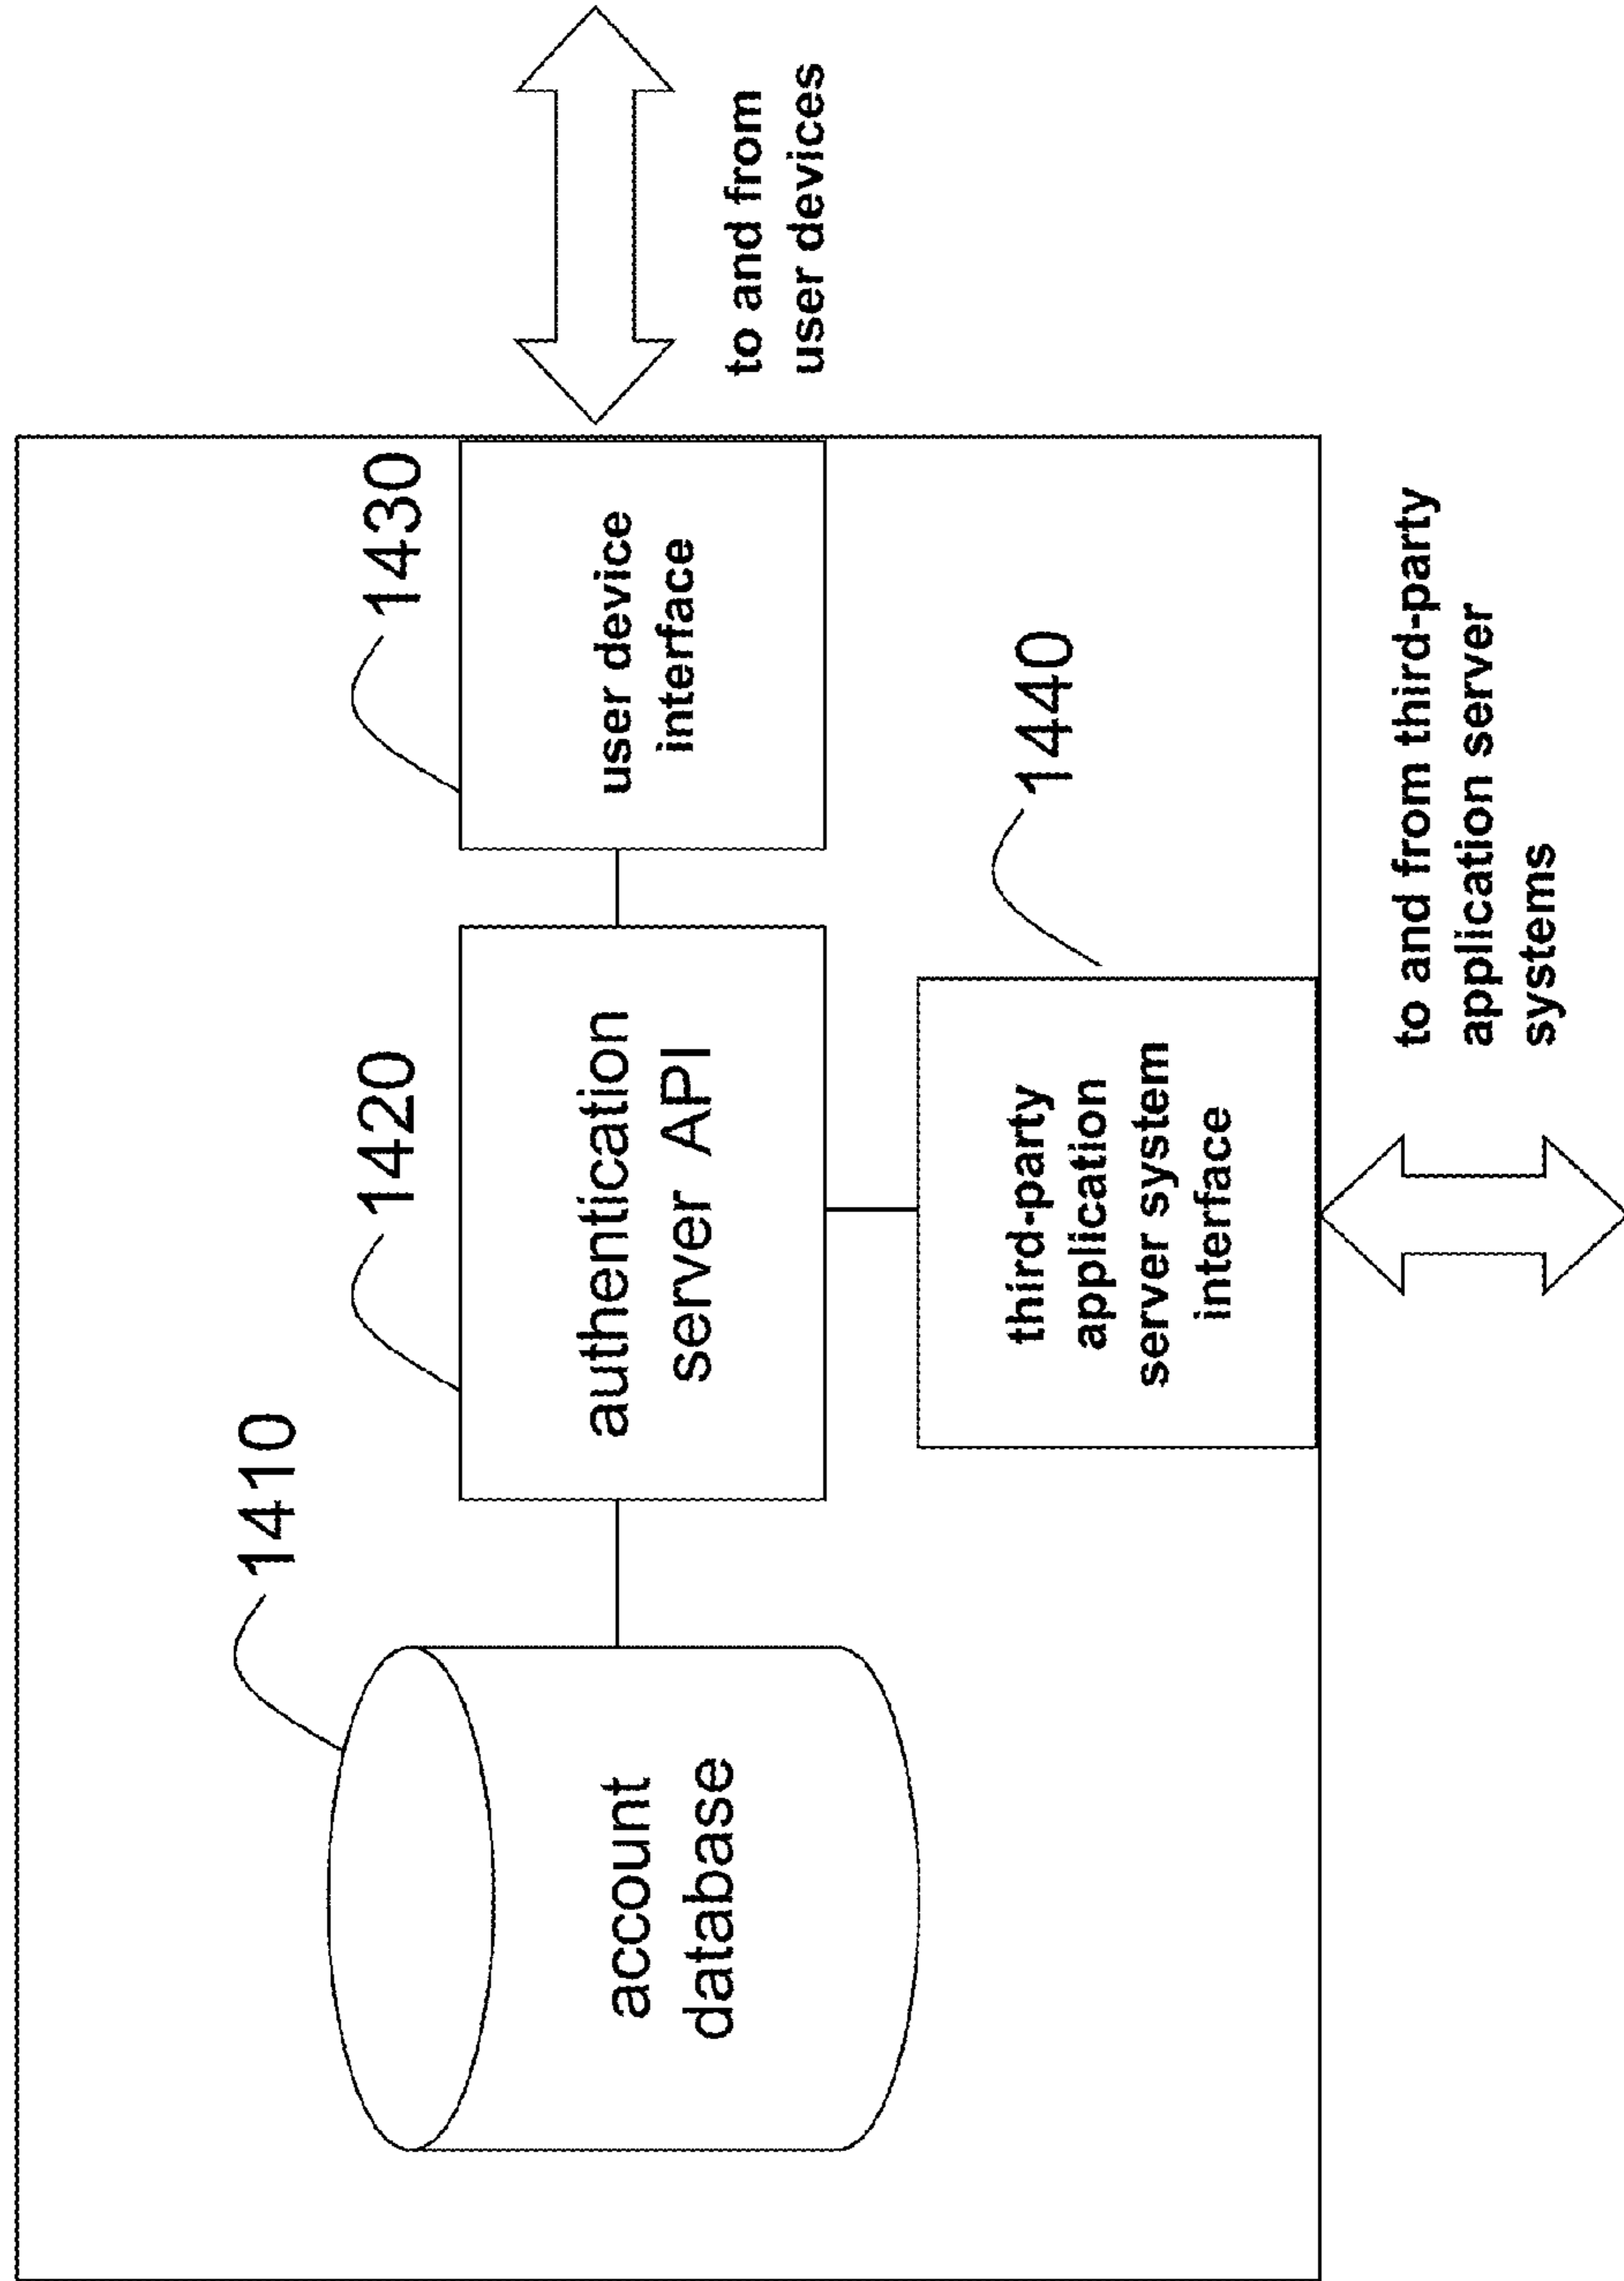 1410
account
database
1420
authentication
server API
1430
user device
interface
to and from
user devices
1440
third-party
application
server system
interface
to and from third-party
application server
systems